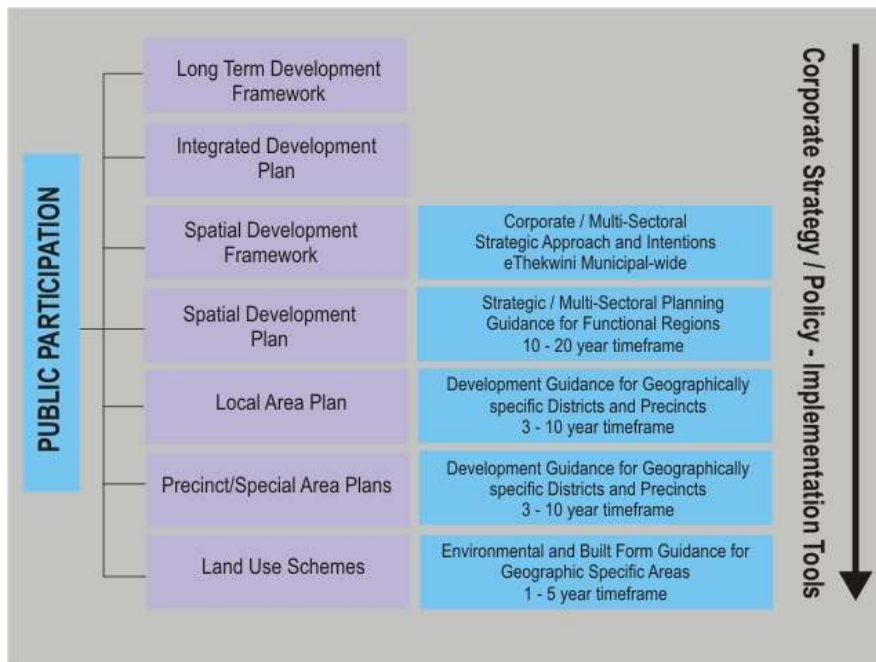 PUBLIC PARTICIPATION
Long Term Development
Framework
Integrated Development
Plan
Spatial Development
Framework
Corporate / Multi-Sectoral
Strategic Approach and Intentions
eThekwini Municipal-wide
Spatial Development
Plan
Strategic / Multi-Sectoral Planning
Guidance for Functional Regions
10 - 20 year timeframe
Local Area Plan
Development Guidance for Geographically
specific Districts and Precincts
3 - 10 year timeframe
Precinct/Special Area Plans
Development Guidance for Geographically
specific Districts and Precincts
3 - 10 year timeframe
Land Use Schemes
Environmental and Built Form Guidance for
Geographic Specific Areas
1 - 5 year timeframe
Corporate Strategy / Policy - Implementation Tools